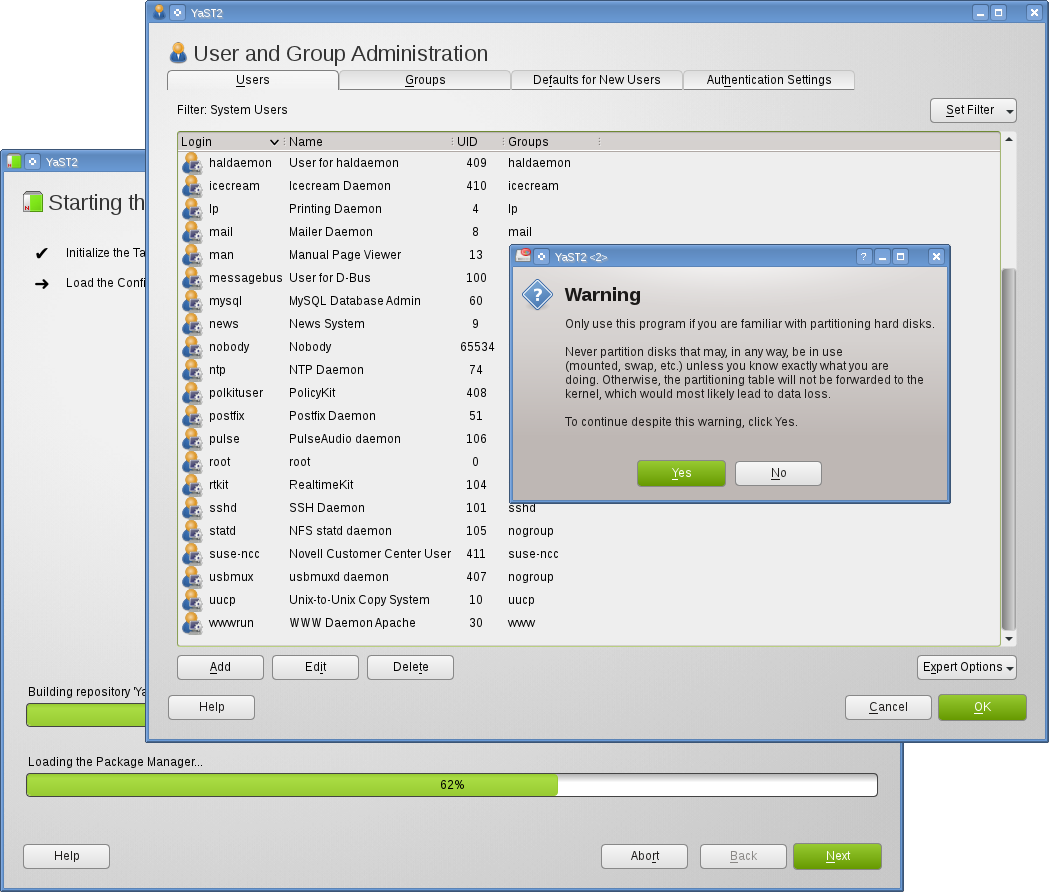 YaST2
User and Group Administration
Users Groups Defaults for New Users Authentication Settings
Filter: System Users Set Filter
Login Name UID Groups
haldaemon User for haldaemon 409 haldaemon
icecream Icecream Daemon 410 icecream
lp Printing Daemon 4 lp
mail Mailer Daemon 8 mail
man Manual Page Viewer 13
messagebus User for D-Bus 100
mysql MySQL Database Admin 60
news News System 9
nobody Nobody 65534
ntp NTP Daemon 74
polkituser PolicyKit 408
postfix Postfix Daemon 51
pulse PulseAudio daemon 106
root root 0
rtkit RealtimeKit 104
sshd SSH Daemon 101 sshd
statd NFS statd daemon 105 nogroup
suse-ncc Novell Customer Center User 411 suse-ncc
usbmux usbmuxd daemon 407 nogroup
uucp Unix-to-Unix Copy System 10 uucp
wwwrun WWW Daemon Apache 30 www
Add Edit Delete Expert Options
Help Cancel OK
YaST2 <2>
?
Warning
Only use this program if you are familiar with partitioning hard disks.
Never partition disks that may, in any way, be in use
(mounted, swap, etc.) unless you know exactly what you are
doing. Otherwise, the partitioning table will not be forwarded to the
kernel, which would most likely lead to data loss.
To continue despite this warning, click Yes.
Yes No
YaST2
Starting th
Initialize the Ta
Load the Confi
Building repository 'Ya
Loading the Package Manager...
62%
Help Abort Back Next